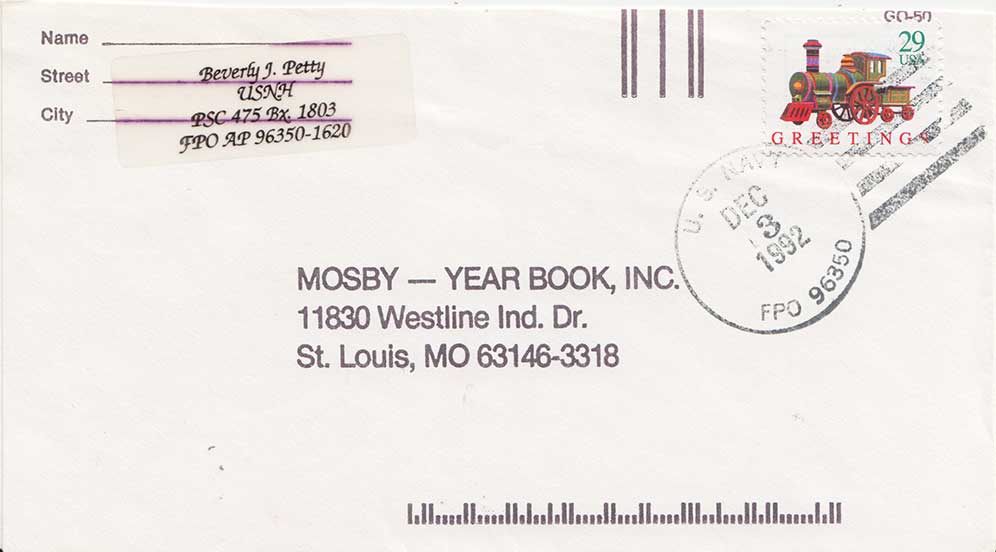 Name
Street
City
Beverly J. Petty
USNH
PSC 475 Bx. 1803
FPO AP 96350-1620
GO-50
29
USA
GREETINGS
U. S. NAVY
DEC
3
1992
FPO 96350
MOSBY — YEAR BOOK, INC.
11830 Westline Ind. Dr.
St. Louis, MO 63146-3318